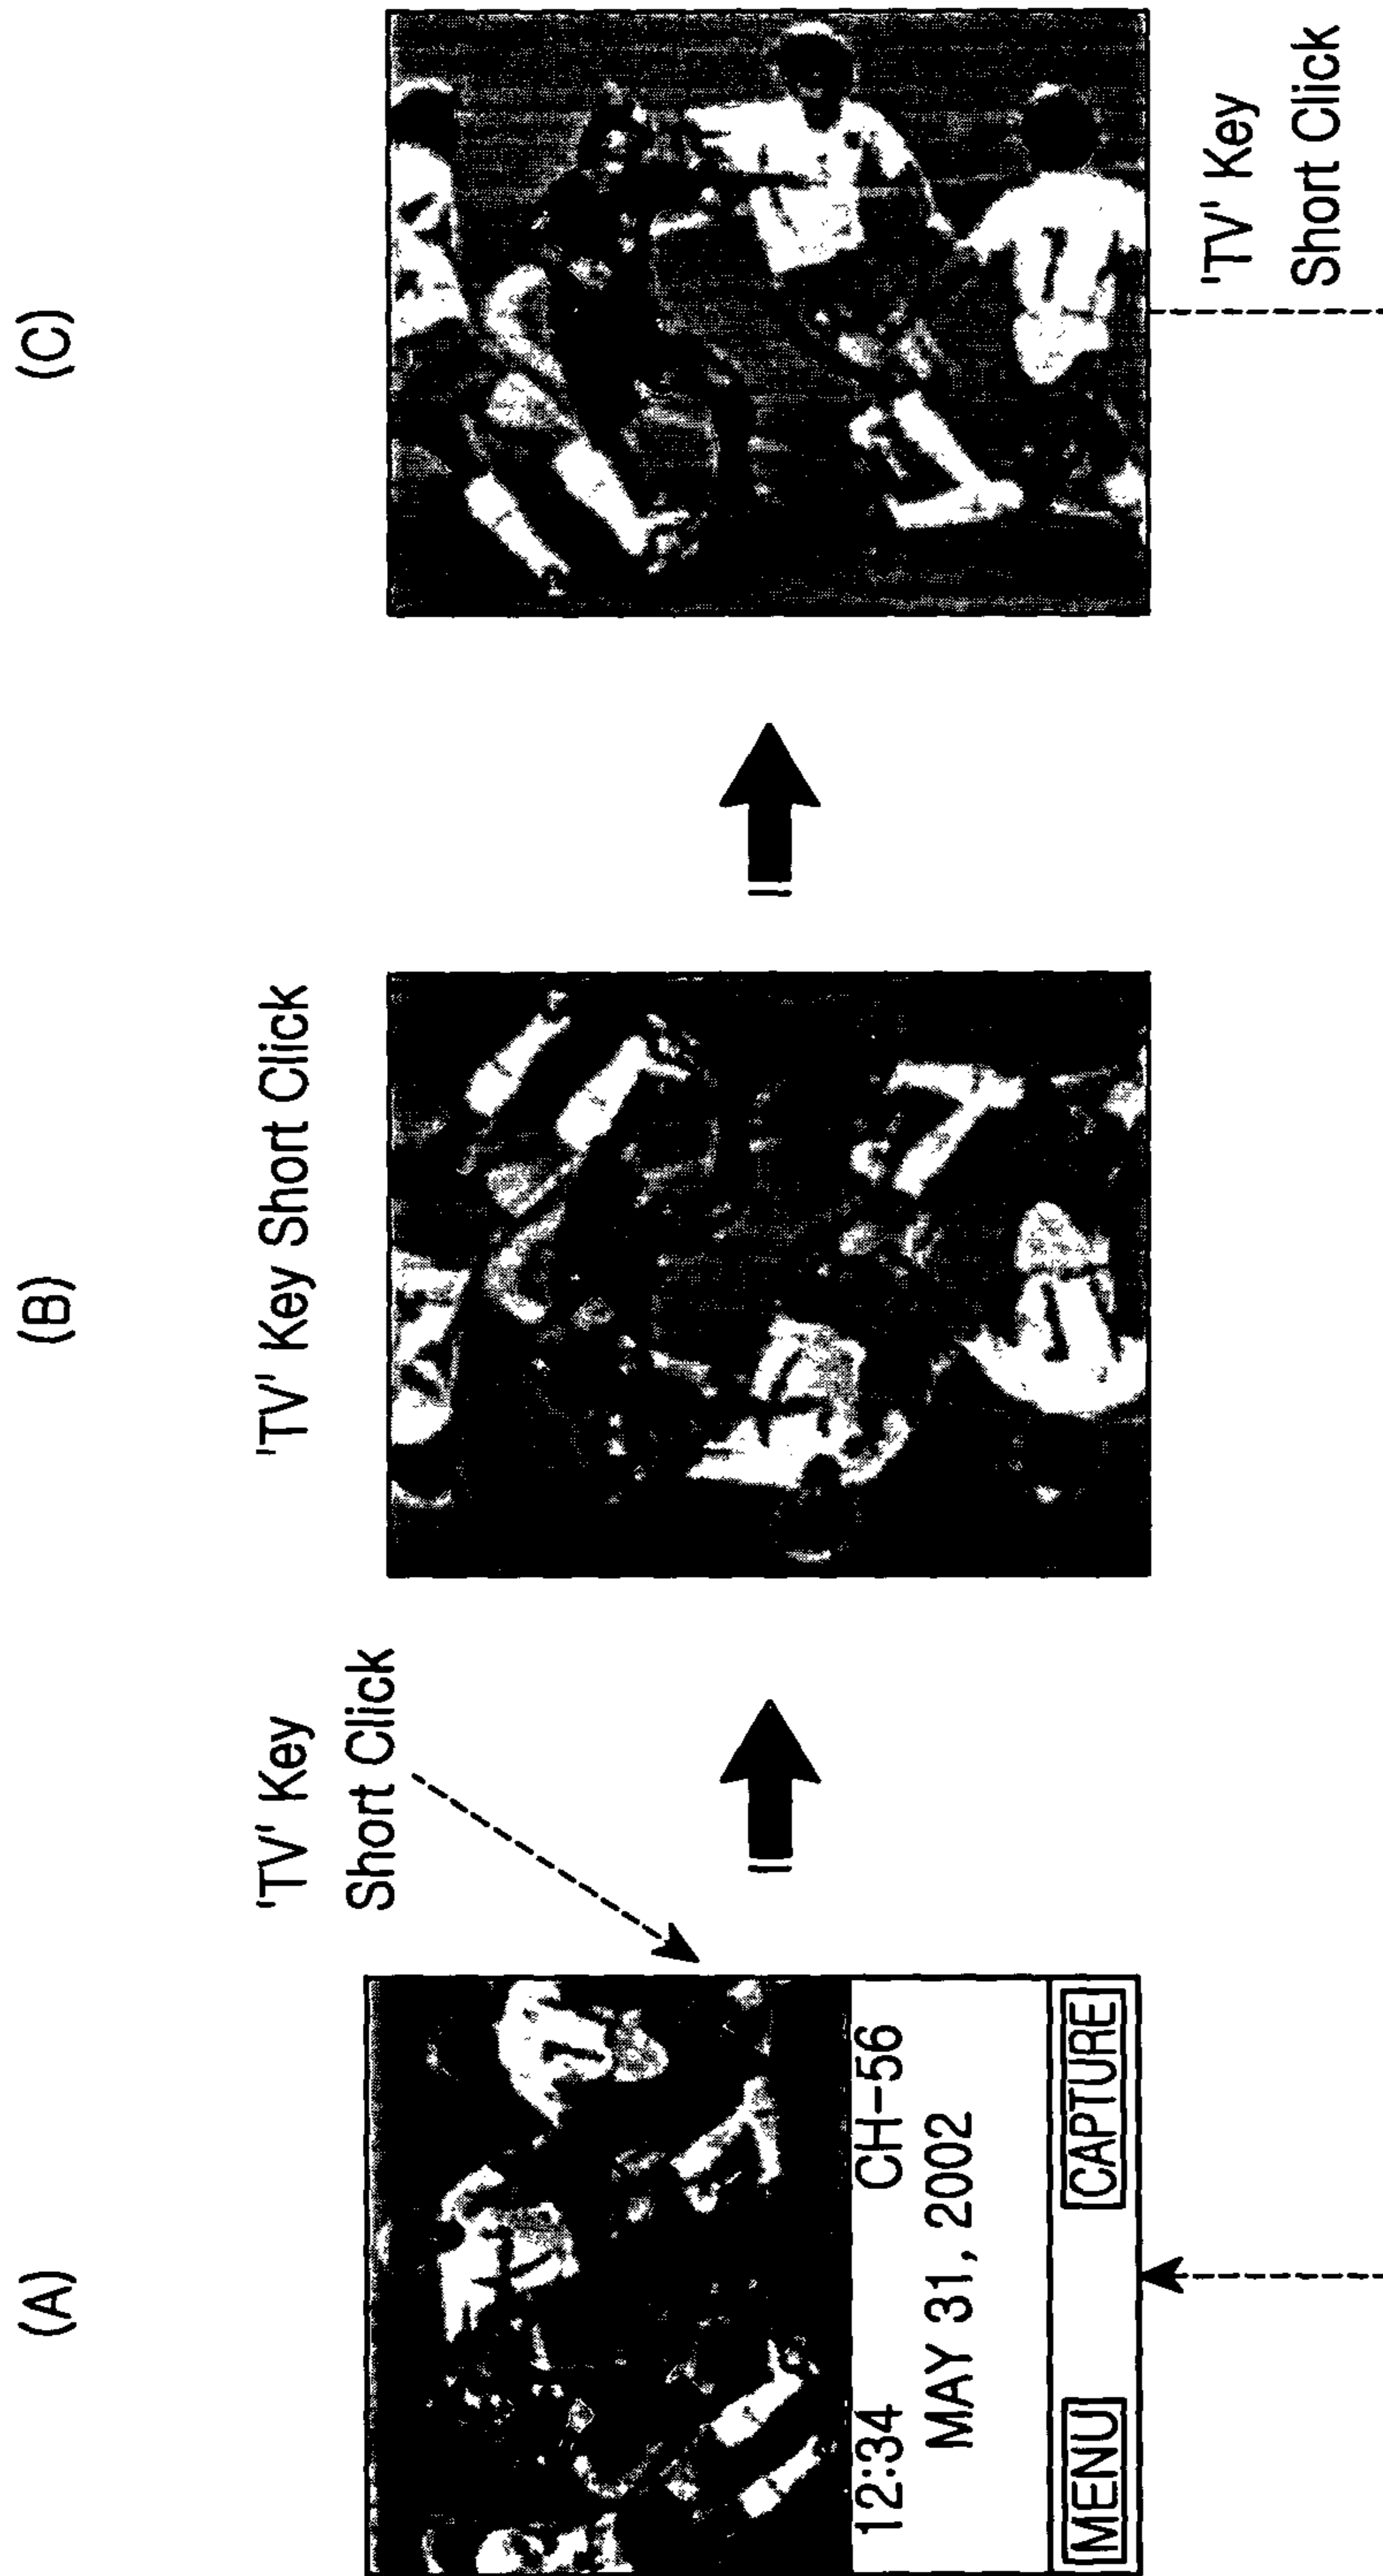 (A)
(B)
(C)
'TV' Key
Short Click
'TV' Key Short Click
'TV' Key
Short Click
12:34 CH-56
MAY 31, 2002
MENU CAPTURE